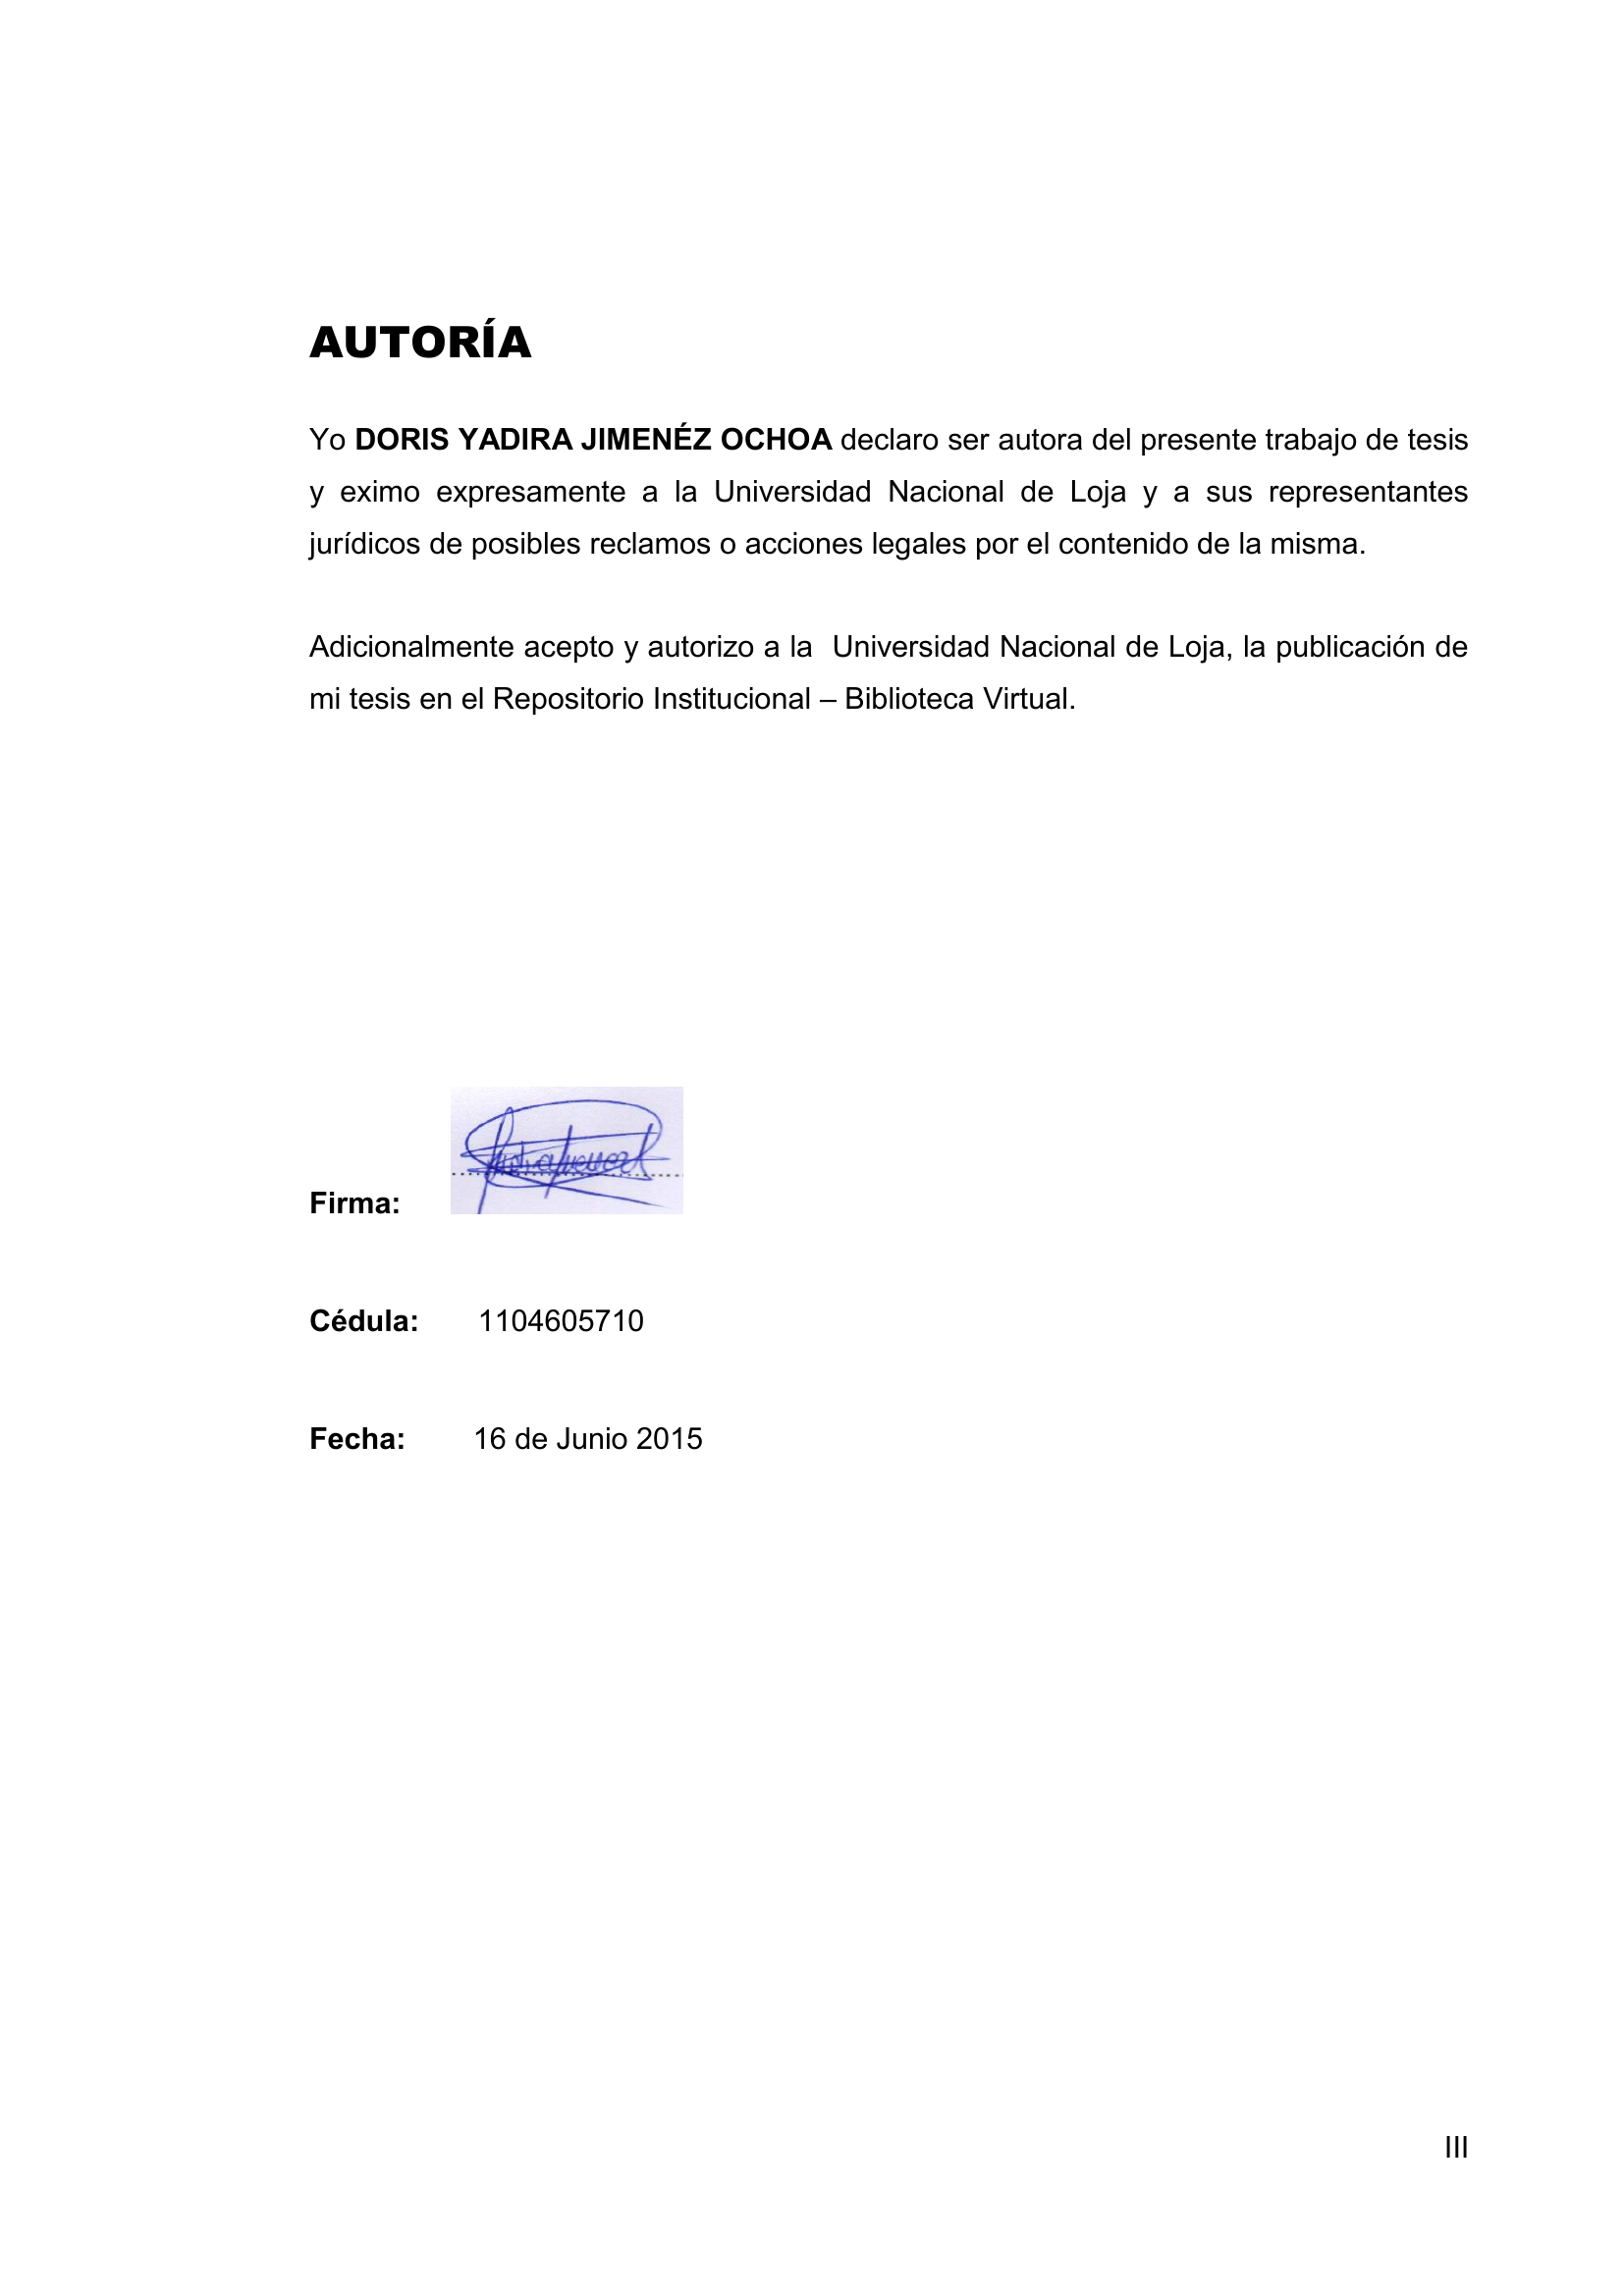 AUTORÍA
Yo DORIS YADIRA JIMENÉZ OCHOA declaro ser autora del presente trabajo de tesis
y eximo expresamente a la Universidad Nacional de Loja y a sus representantes
jurídicos de posibles reclamos o acciones legales por el contenido de la misma.
Adicionalmente acepto y autorizo a la  Universidad Nacional de Loja, la publicación de
mi tesis en el Repositorio Institucional – Biblioteca Virtual.
Firma:
Cédula: 1104605710
Fecha: 16 de Junio 2015
III